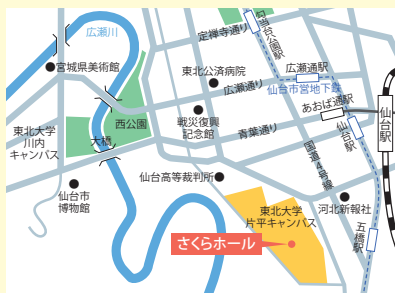 広瀬川
定禅寺通り
勾当台公園駅
宮城県美術館
東北公済病院
広瀬通駅
広瀬通り
仙台市営地下鉄
あおば通駅
西公園
戦災復興
記念館
青葉通り
仙台駅
仙台駅
東北大学
川内
キャンパス
大橋
国道4号線
仙台高等裁判所
仙台市
博物館
東北大学
片平キャンパス
河北新報社
五橋駅
さくらホール